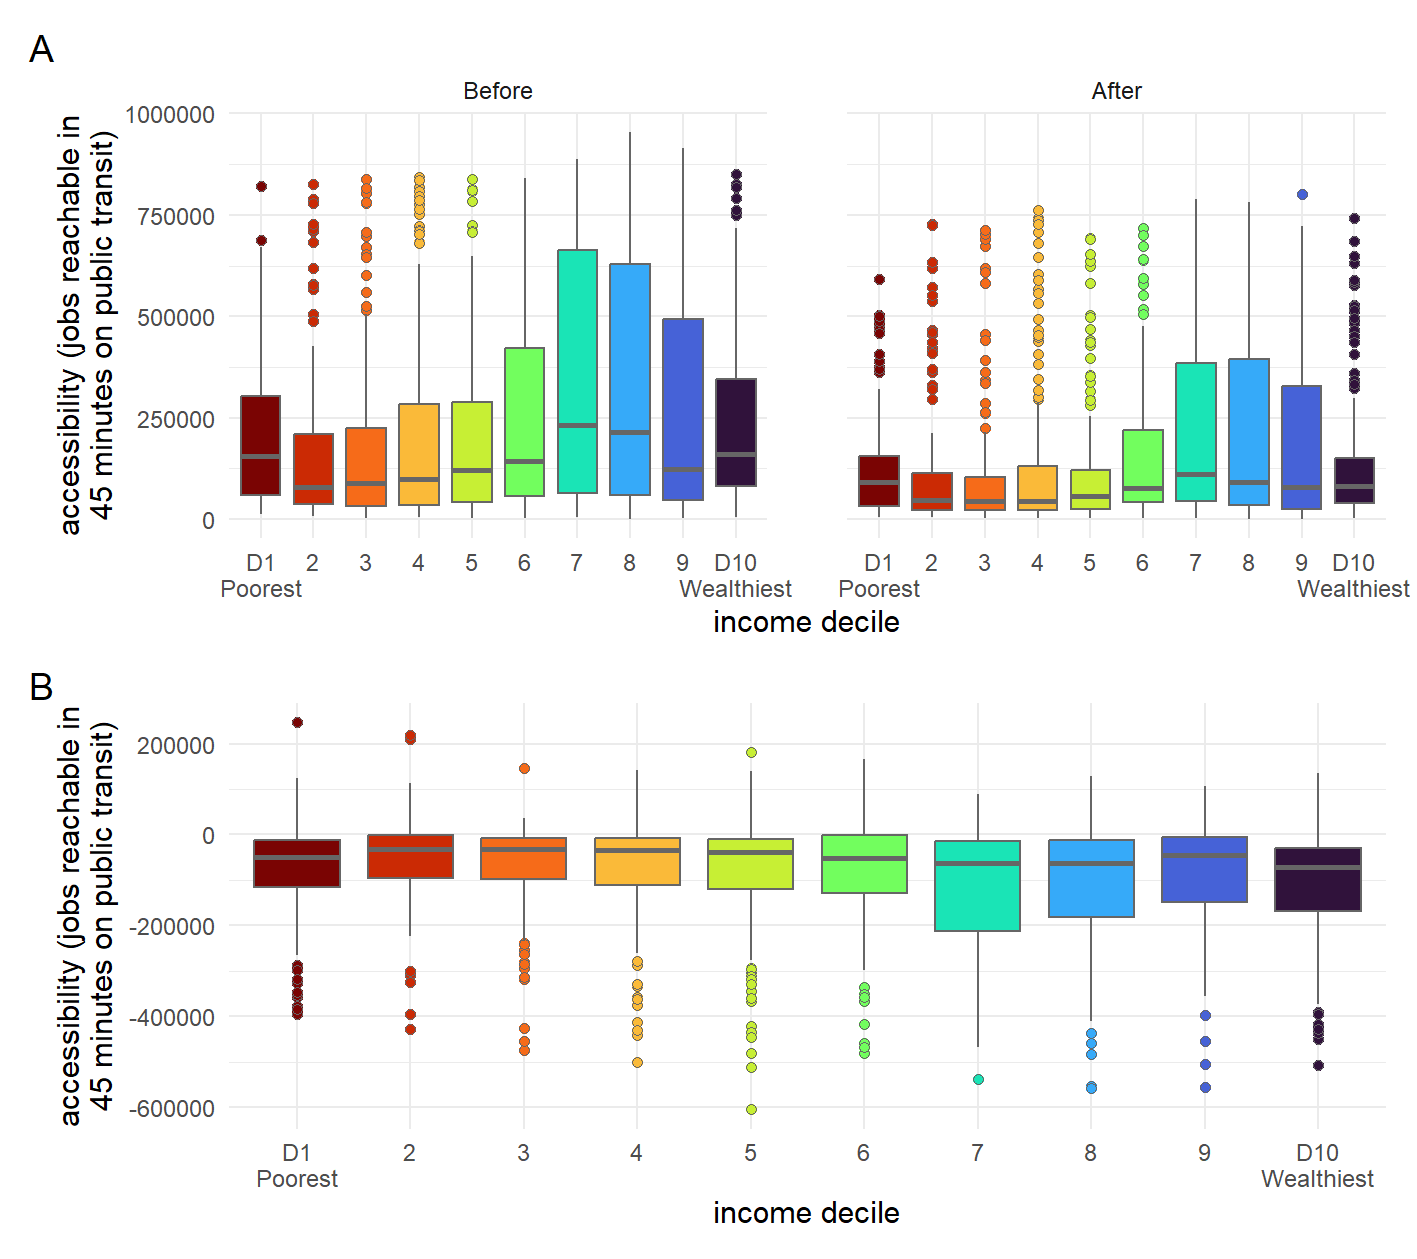 A
Before
After
accessibility (jobs reachable in
45 minutes on public transit)
1000000
750000
500000
250000
0
D1 2 3 4 5 6 7 8 9 D10
Poorest Wealthiest
D1 2 3 4 5 6 7 8 9 D10
Poorest Wealthiest
income decile
B
accessibility (jobs reachable in
45 minutes on public transit)
200000
0
-200000
-400000
-600000
D1 2 3 4 5 6 7 8 9 D10
Poorest Wealthiest
income decile